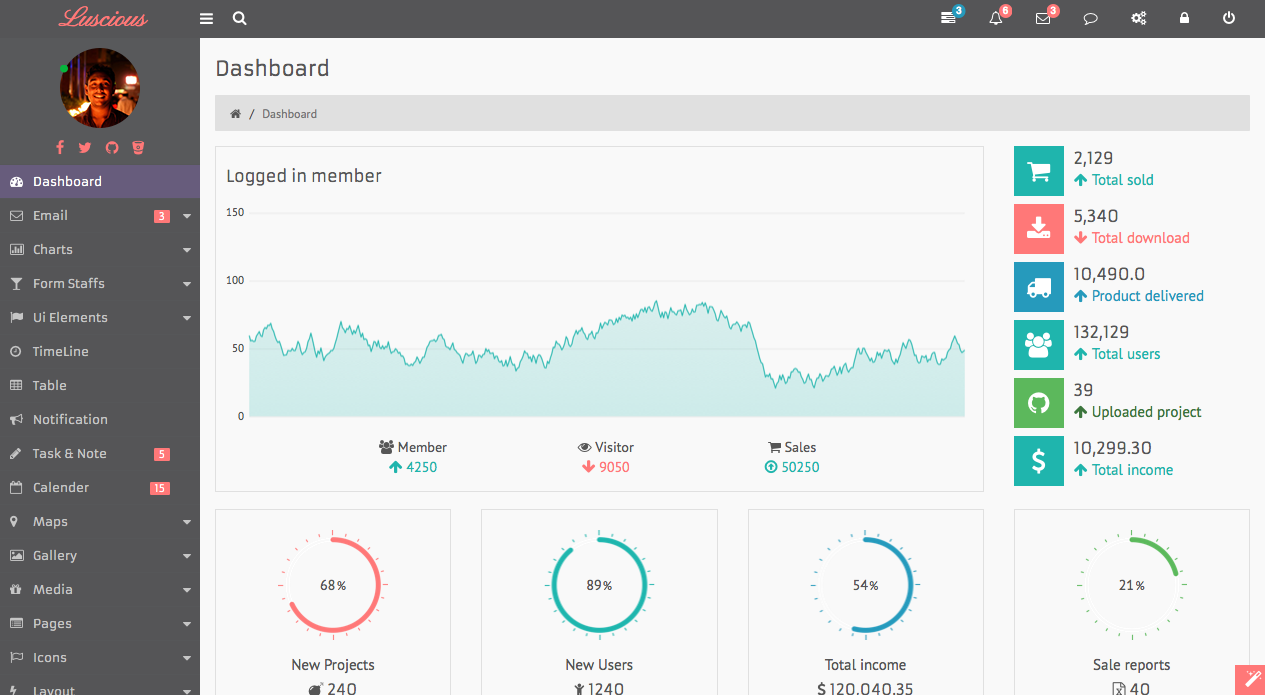 Luscious
3
6
3
Dashboard
Email 3
Charts
Form Staffs
Ui Elements
TimeLine
Table
Notification
Task & Note 5
Calender 15
Maps
Gallery
Media
Pages
Icons
Layout
Dashboard
/ Dashboard
Logged in member
150
100
50
0
Member
4250
Visitor
9050
Sales
50250
2,129
Total sold
5,340
Total download
10,490.0
Product delivered
132,129
Total users
39
Uploaded project
10,299.30
Total income
68%
New Projects
240
89%
New Users
1240
54%
Total income
$ 120,040.35
21%
Sale reports
40